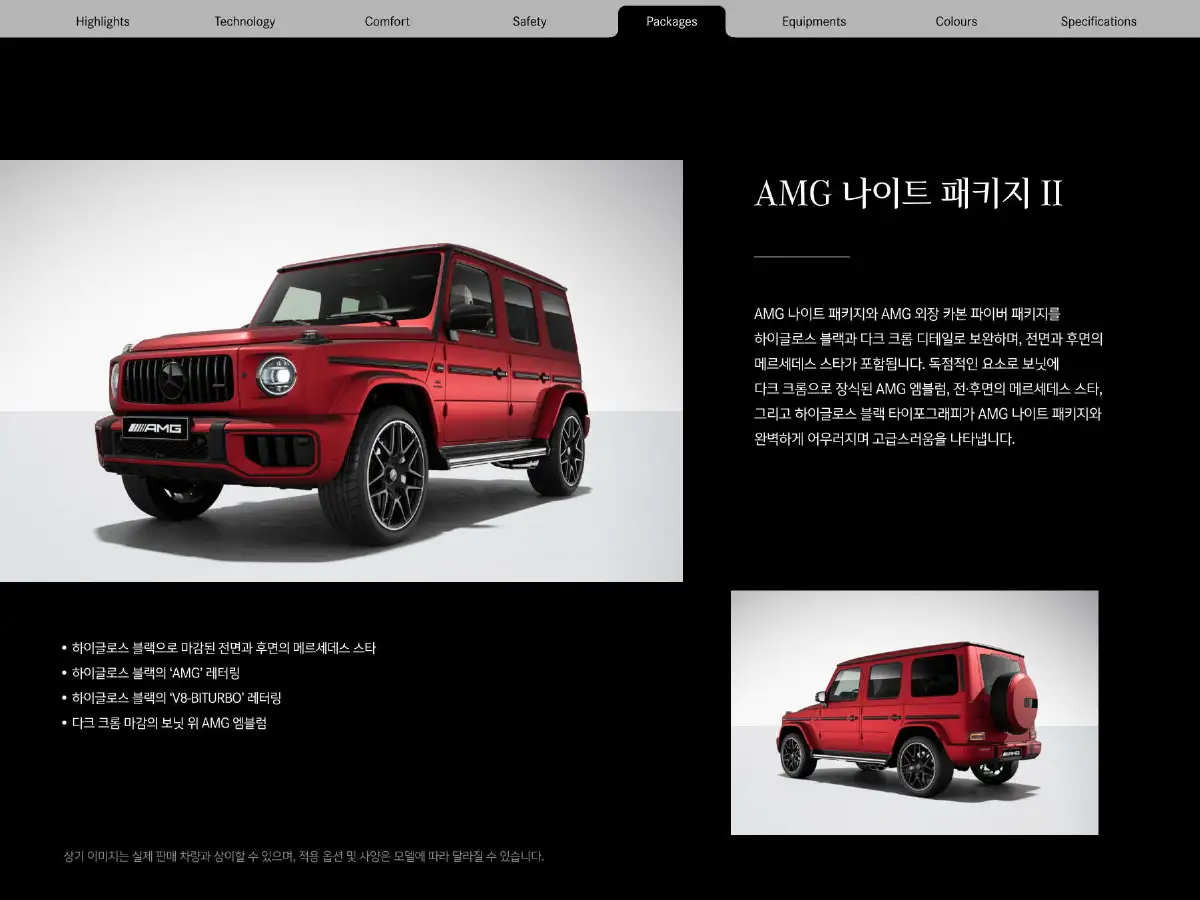 Highlights
Technology
Comfort
Safety
Packages
Equipments
Colours
Specifications
AMG 나이트 패키지 II
AMG 나이트 패키지와 AMG 외장 카본 파이버 패키지를
하이글로스 블랙과 다크 크롬 디테일로 보완하며, 전면과 후면의
메르세데스 스타가 포함됩니다. 독점적인 요소로 보닛에
다크 크롬으로 장식된 AMG 엠블럼, 전·후면의 메르세데스 스타,
그리고 하이글로스 블랙 타이포그래피가 AMG 나이트 패키지와
완벽하게 어우러지며 고급스러움을 나타냅니다.
AMG
• 하이글로스 블랙으로 마감된 전면과 후면의 메르세데스 스타
• 하이글로스 블랙의 ‘AMG’ 레터링
• 하이글로스 블랙의 ‘V8-BITURBO’ 레터링
• 다크 크롬 마감의 보닛 위 AMG 엠블럼
AMG
상기 이미지는 실제 판매 차량과 상이할 수 있으며, 적용 옵션 및 사양은 모델에 따라 달라질 수 있습니다.